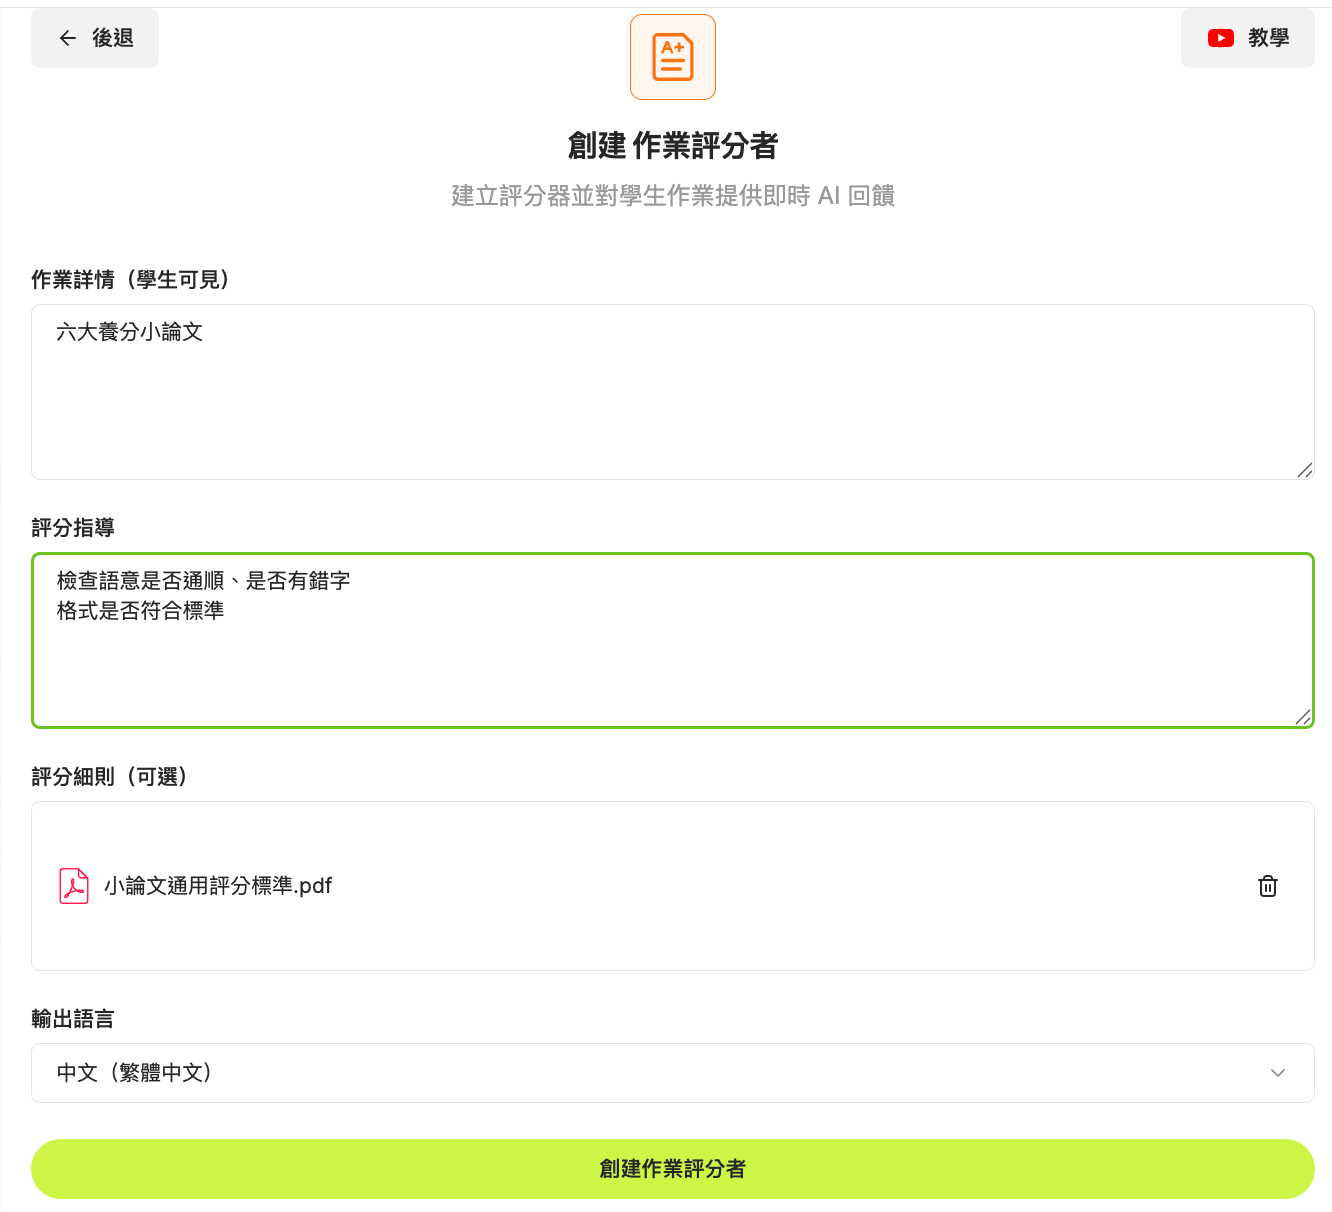 後退
A+
教學
創建 作業評分者
建立評分器並對學生作業提供即時 AI 回饋
作業詳情（學生可見）
六大養分小論文
評分指導
檢查語意是否通順、是否有錯字
格式是否符合標準
評分細則（可選）
小論文通用評分標準.pdf
輸出語言
中文（繁體中文）
創建作業評分者